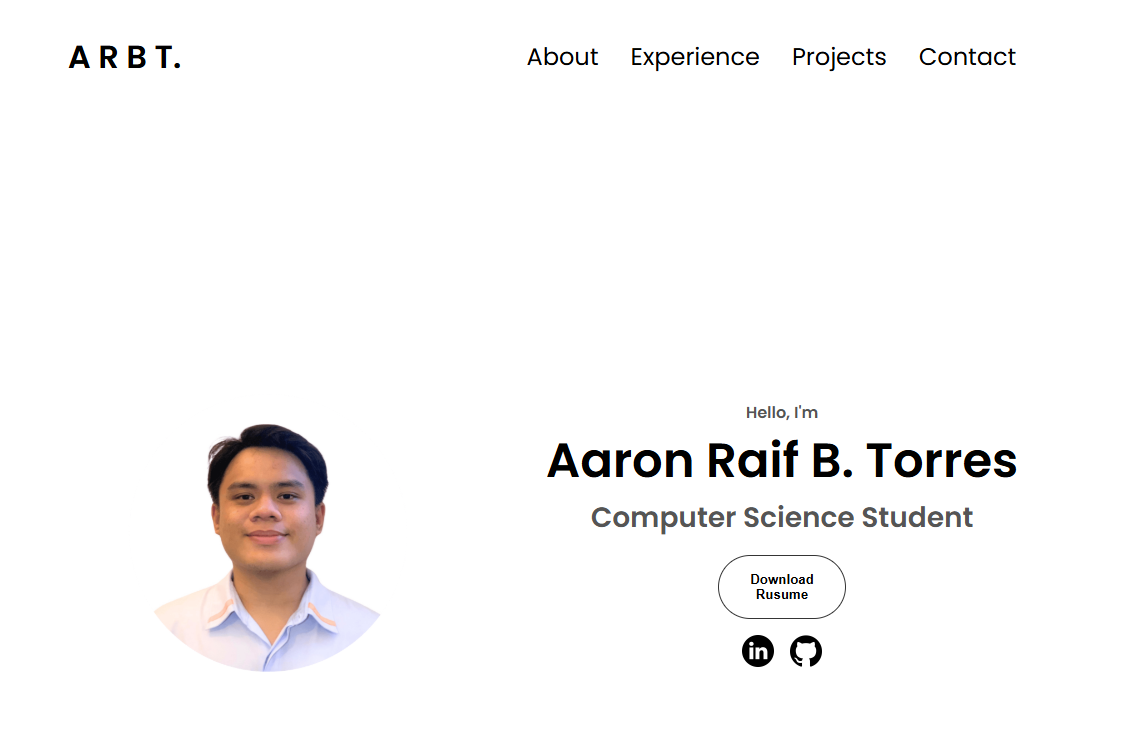 A R B T.
About Experience Projects Contact
Hello, I'm
Aaron Raif B. Torres
Computer Science Student
Download
Rusume
in